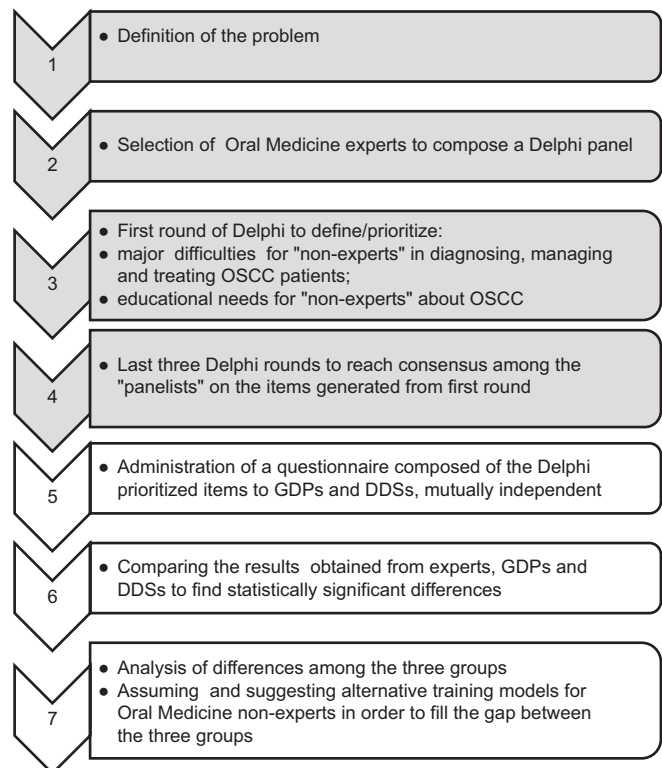 1
● Definition of the problem
2
● Selection of Oral Medicine experts to compose a Delphi panel
3
● First round of Delphi to define/prioritize:
● major difficulties for "non-experts" in diagnosing, managing
and treating OSCC patients;
● educational needs for "non-experts" about OSCC
4
● Last three Delphi rounds to reach consensus among the
"panelists" on the items generated from first round
5
● Administration of a questionnaire composed of the Delphi
prioritized items to GDPs and DDSs, mutually independent
6
● Comparing the results obtained from experts, GDPs and
DDSs to find statistically significant differences
7
● Analysis of differences among the three groups
● Assuming and suggesting alternative training models for
Oral Medicine non-experts in order to fill the gap between
the three groups